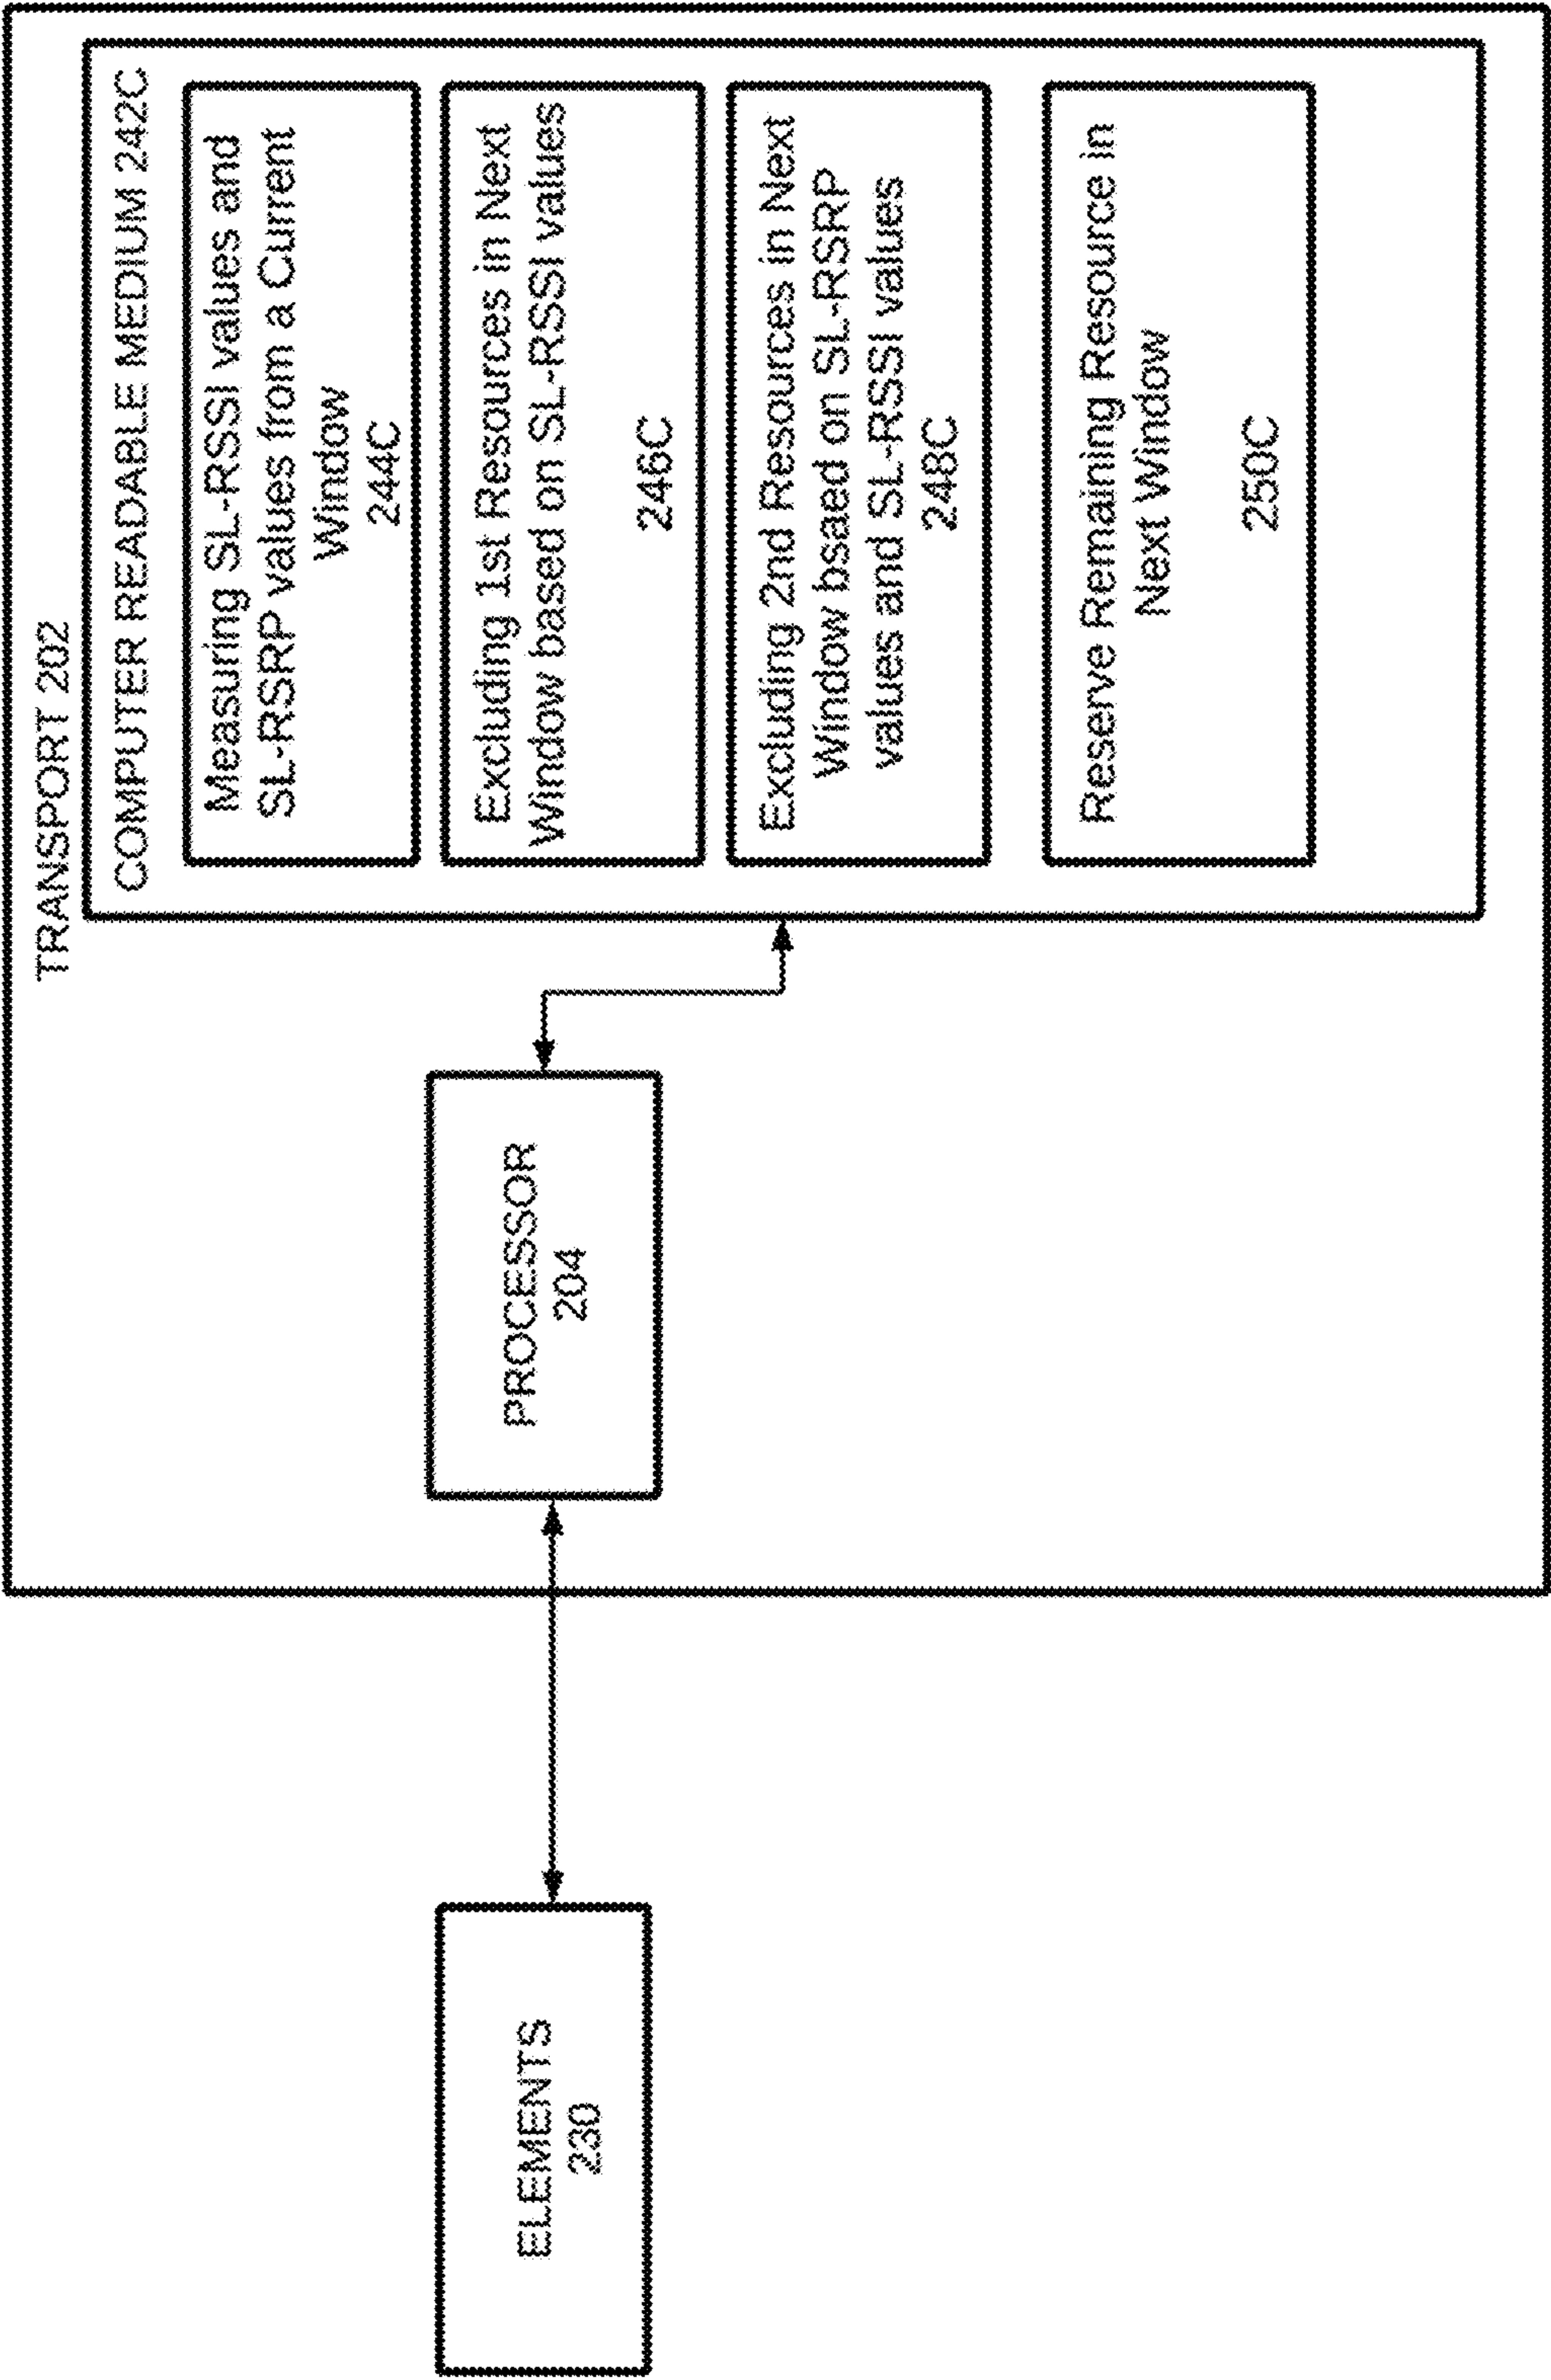 TRANSPORT 202
COMPUTER READABLE MEDIUM 242C
Measuring SL-RSSI values and
SL-RSRP values from a Current
Window
244C
Excluding 1st Resources in Next
Window based on SL-RSSI values
246C
Excluding 2nd Resources in Next
Window bsaed on SL-RSRP
values and SL-RSSI values
248C
Reserve Remaining Resource in
Next Window
250C
PROCESSOR
204
ELEMENTS
230